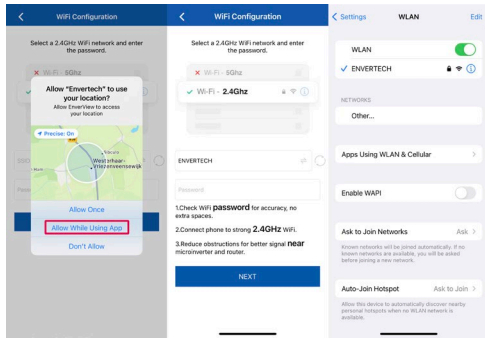 WiFi Configuration
Select a 2.4GHz WiFi network and enter
the password.
Wi-Fi - 5Ghz
Allow “Envertech” to use
your location?
Allow EnverView to access
your location
Precise: On
Westerhaar-
Vriezenveensewijk
Allow Once
Allow While Using App
Don’t Allow
WiFi Configuration
Select a 2.4GHz WiFi network and enter
the password.
Wi-Fi - 5Ghz
Wi-Fi - 2.4Ghz
ENVERTECH
Password
1.Check WiFi password for accuracy, no
extra spaces.
2.Connect phone to strong 2.4GHz WiFi.
3.Reduce obstructions for better signal near
microinverter and router.
NEXT
Settings WLAN Edit
WLAN
ENVERTECH
NETWORKS
Other...
Apps Using WLAN & Cellular
Enable WAPI
Ask to Join Networks Ask
Known networks will be joined automatically. If no
known networks are available, you will be asked
before joining a new network.
Auto-Join Hotspot Ask to Join
Allow this device to automatically discover nearby
personal hotspots when no WLAN network is
available.